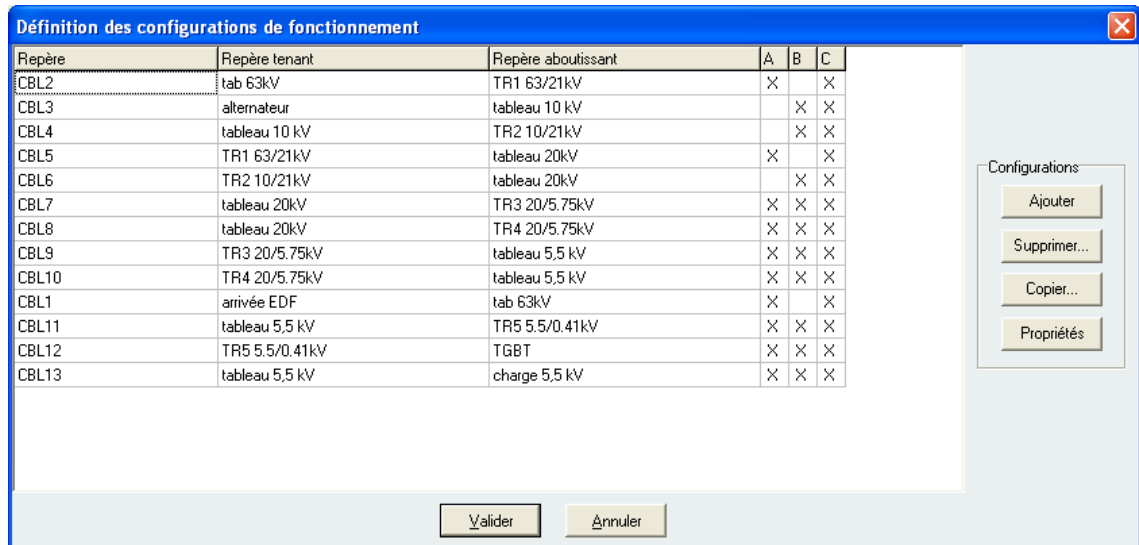 Définition des configurations de fonctionnement
Repère Repère tenant Repère aboutissant A B C
CBL2 tab 63kV TR1 63/21kV X X
CBL3 alternateur tableau 10 kV X X
CBL4 tableau 10 kV TR2 10/21kV X X
CBL5 TR1 63/21kV tableau 20kV X X
CBL6 TR2 10/21kV tableau 20kV X X
CBL7 tableau 20kV TR3 20/5.75kV X X X
CBL8 tableau 20kV TR4 20/5.75kV X X X
CBL9 TR3 20/5.75kV tableau 5,5 kV X X X
CBL10 TR4 20/5.75kV tableau 5,5 kV X X X
CBL1 arrivée EDF tab 63kV X X
CBL11 tableau 5,5 kV TR5 5.5/0.41kV X X X
CBL12 TR5 5.5/0.41kV TGBT X X X
CBL13 tableau 5,5 kV charge 5,5 kV X X X
Configurations
Ajouter
Supprimer...
Copier...
Propriétés
Valider Annuler